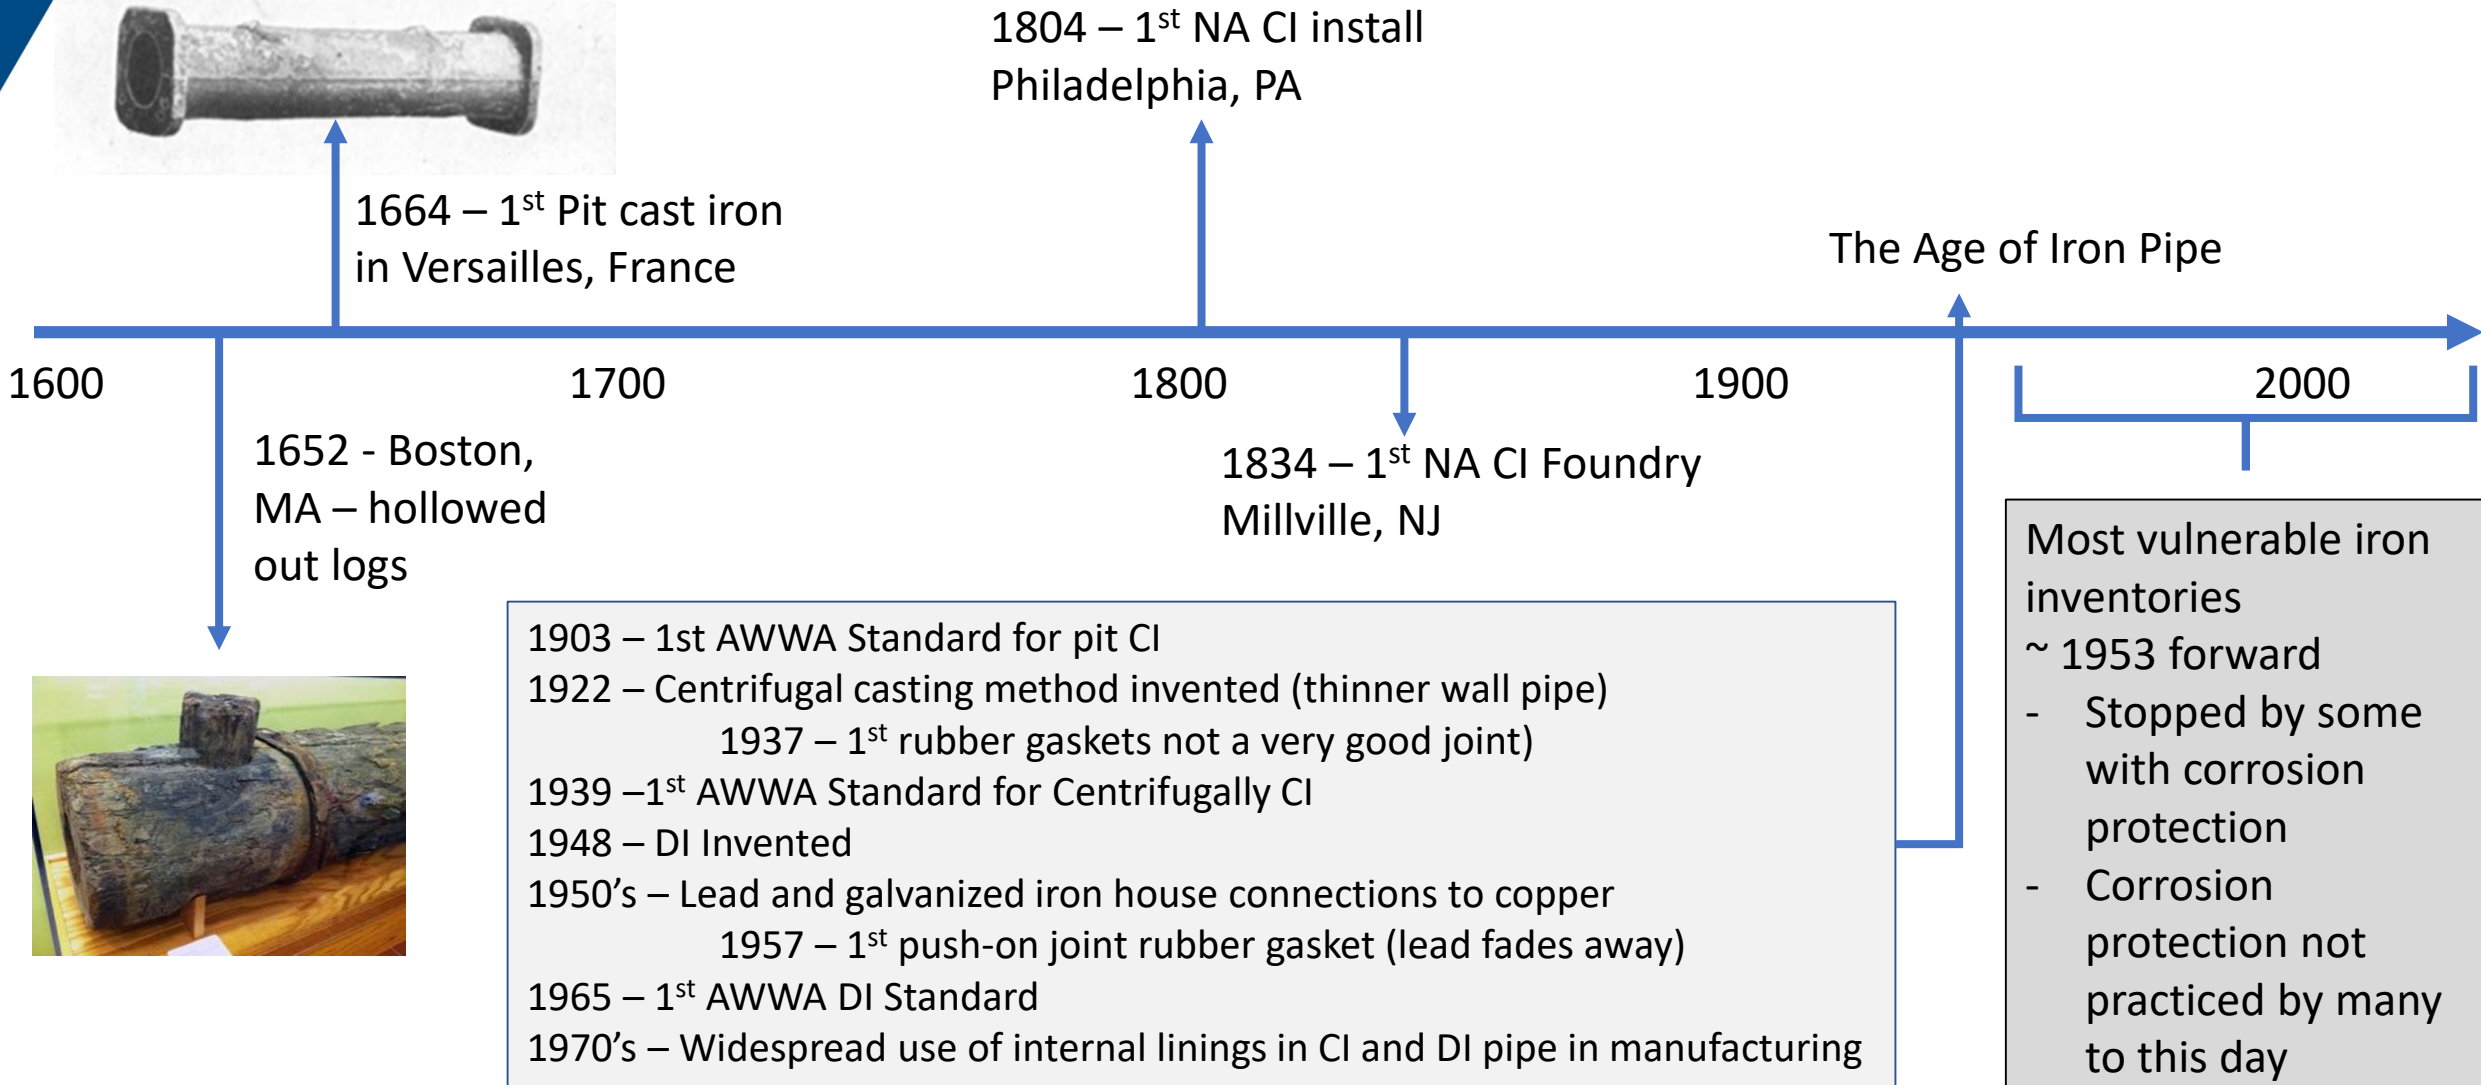 1804 – 1st NA CI install
Philadelphia, PA
1664 – 1st Pit cast iron
in Versailles, France
The Age of Iron Pipe
1600
1700
1800
1900
2000
1652 - Boston,
MA – hollowed
out logs
1834 – 1st NA CI Foundry
Millville, NJ
1903 – 1st AWWA Standard for pit CI
1922 – Centrifugal casting method invented (thinner wall pipe)
1937 – 1st rubber gaskets not a very good joint)
1939 –1st AWWA Standard for Centrifugally CI
1948 – DI Invented
1950’s – Lead and galvanized iron house connections to copper
1957 – 1st push-on joint rubber gasket (lead fades away)
1965 – 1st AWWA DI Standard
1970’s – Widespread use of internal linings in CI and DI pipe in manufacturing
Most vulnerable iron
inventories
~ 1953 forward
- Stopped by some
with corrosion
protection
- Corrosion
protection not
practiced by many
to this day